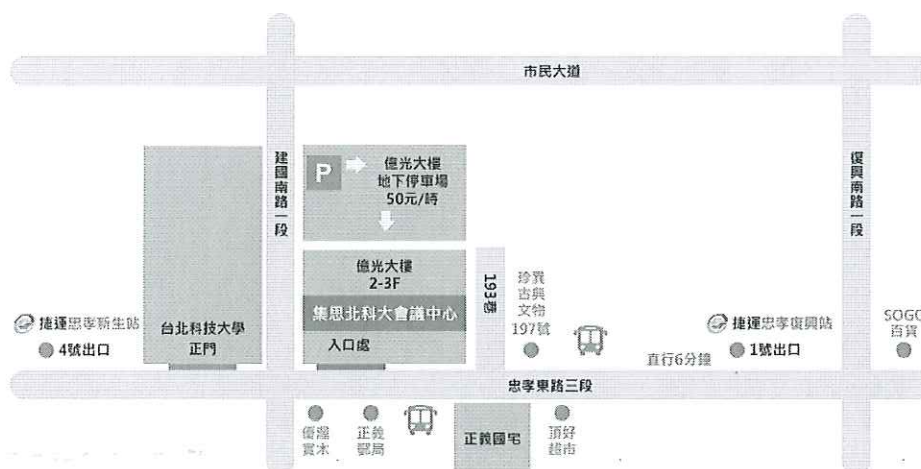 市民大道
建國南路一段
復興南路一段
P
億光大樓
地下停車場
50元/時
億光大樓
2-3F
集思北科大會議中心
入口處
193巷
珍異
古典
文物
197號
捷運忠孝新生站
4號出口
台北科技大學
正門
捷運忠孝復興站
1號出口
SOGO
百貨
直行6分鐘
忠孝東路三段
實木
正義
郵局
正義國宅
頂好
超市